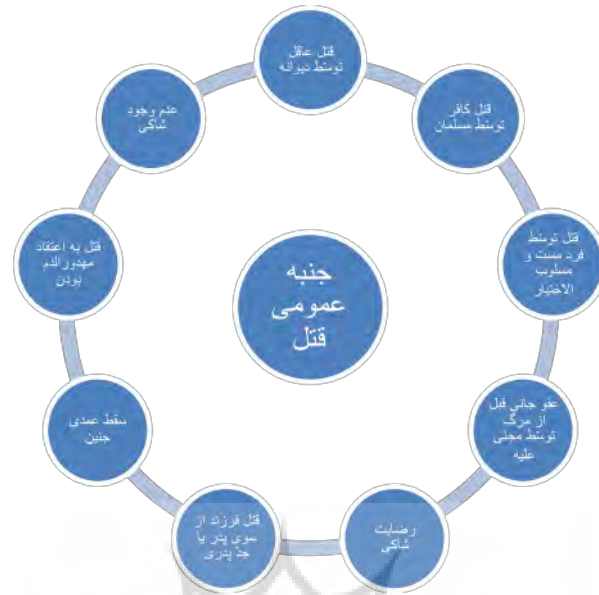 قتل عاقل
توسط دیوانه
قتل کافر
توسط مسلمان
قتل توسط
فرد مست و
مسلوب
الاختیار
عفو جانی قبل
از مرگ
توسط مجنی
علیه
رضایت
شاکی
قتل فرزند از
سوی پدر یا
جد پدری
سقط عمدی
جنین
قتل به اعتقاد
مهدورالدم
بودن
عدم وجود
شاکی
جنبه
عمومی
قتل